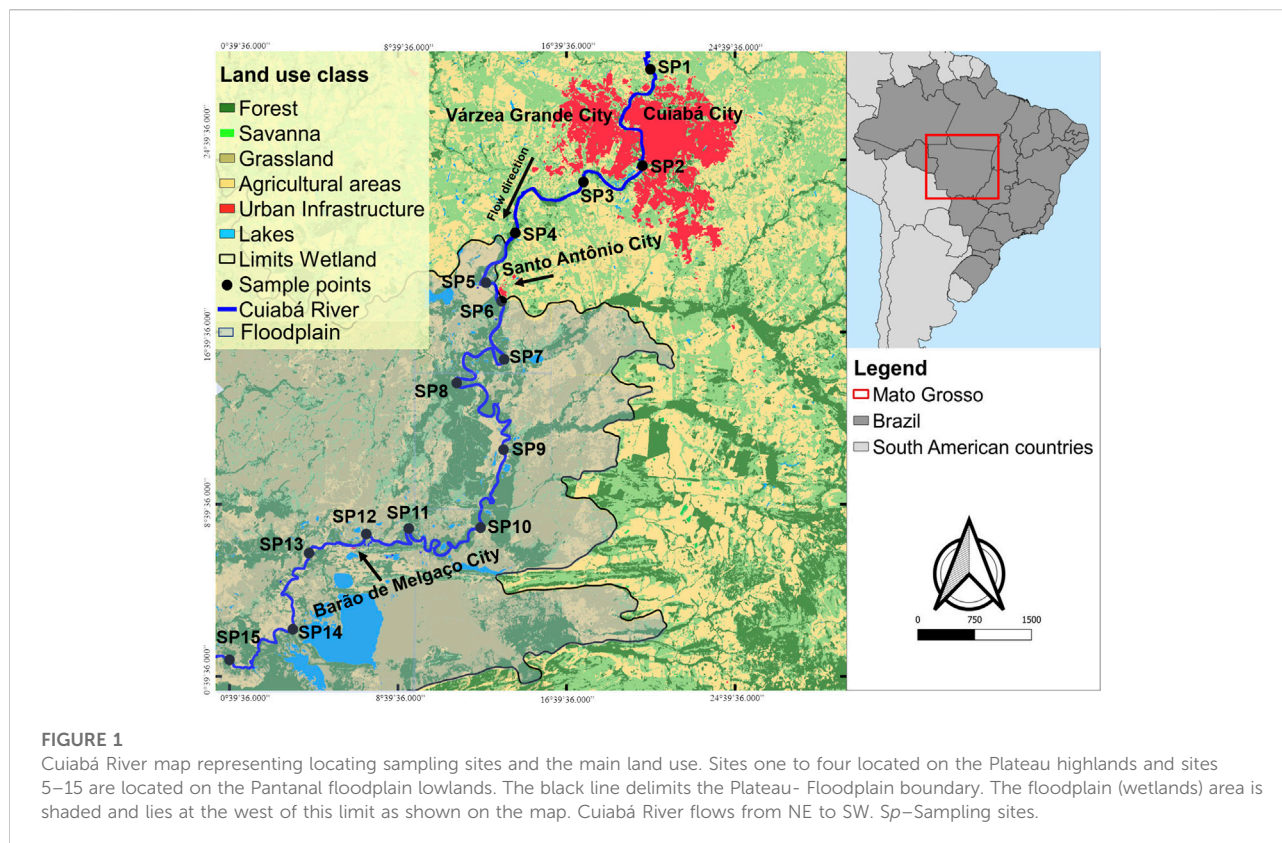 0°39'36.000''
8°39'36.000''
16°39'36.000''
24°39'36.000''
Land use class
Forest
Savanna
Grassland
Agricultural areas
Urban Infrastructure
Lakes
Limits Wetland
Sample points
Cuiabá River
Floodplain
SP1
Várzea Grande City
Cuiabá City
SP2
SP3
Flow direction
SP4
Santo Antônio City
SP5
SP6
SP7
SP8
SP9
SP10
SP11
SP12
SP13
Barão de Melgaço City
SP14
SP15
24°39'36.000''
16°39'36.000''
8°39'36.000''
0°39'36.000''
0°39'36.000''
8°39'36.000''
16°39'36.000''
24°39'36.000''
Legend
Mato Grosso
Brazil
South American countries
0 750 1500
FIGURE 1
Cuiabá River map representing locating sampling sites and the main land use. Sites one to four located on the Plateau highlands and sites
5–15 are located on the Pantanal floodplain lowlands. The black line delimits the Plateau- Floodplain boundary. The floodplain (wetlands) area is
shaded and lies at the west of this limit as shown on the map. Cuiabá River flows from NE to SW. Sp–Sampling sites.